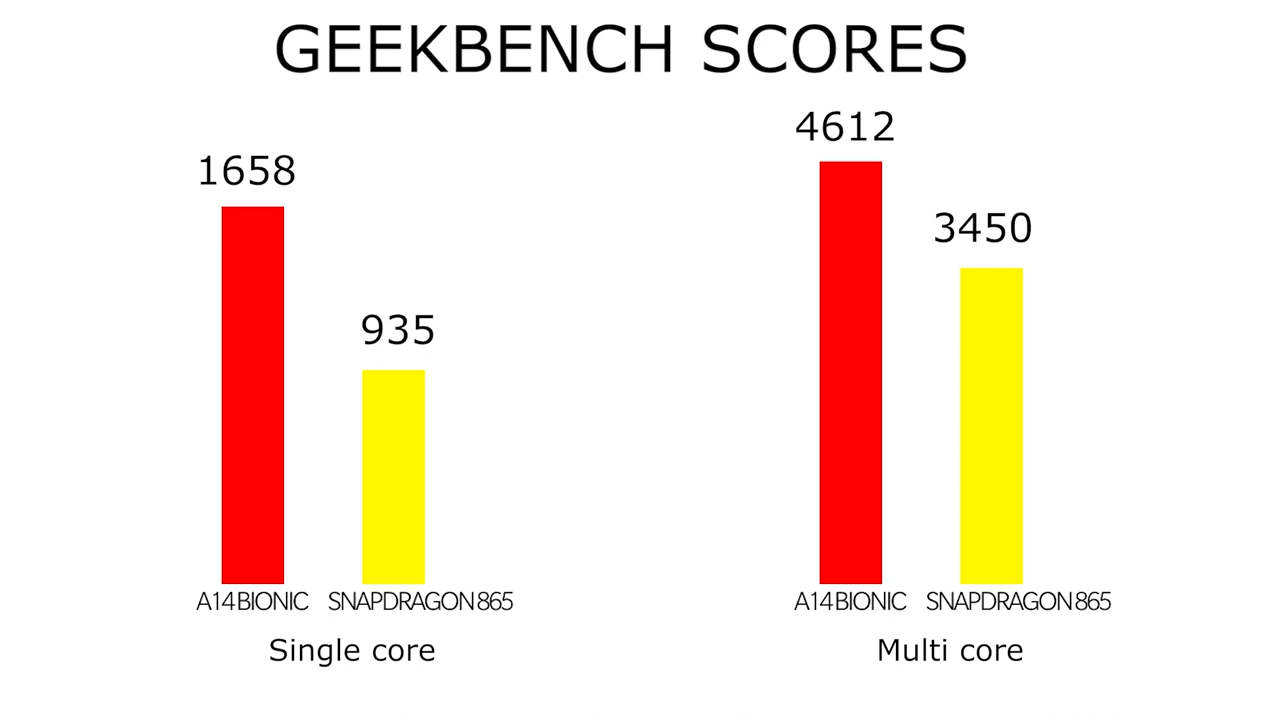 GEEKBENCH SCORES
1658
935
A14 BIONIC
SNAPDRAGON 865
Single core
4612
3450
A14 BIONIC
SNAPDRAGON 865
Multi core